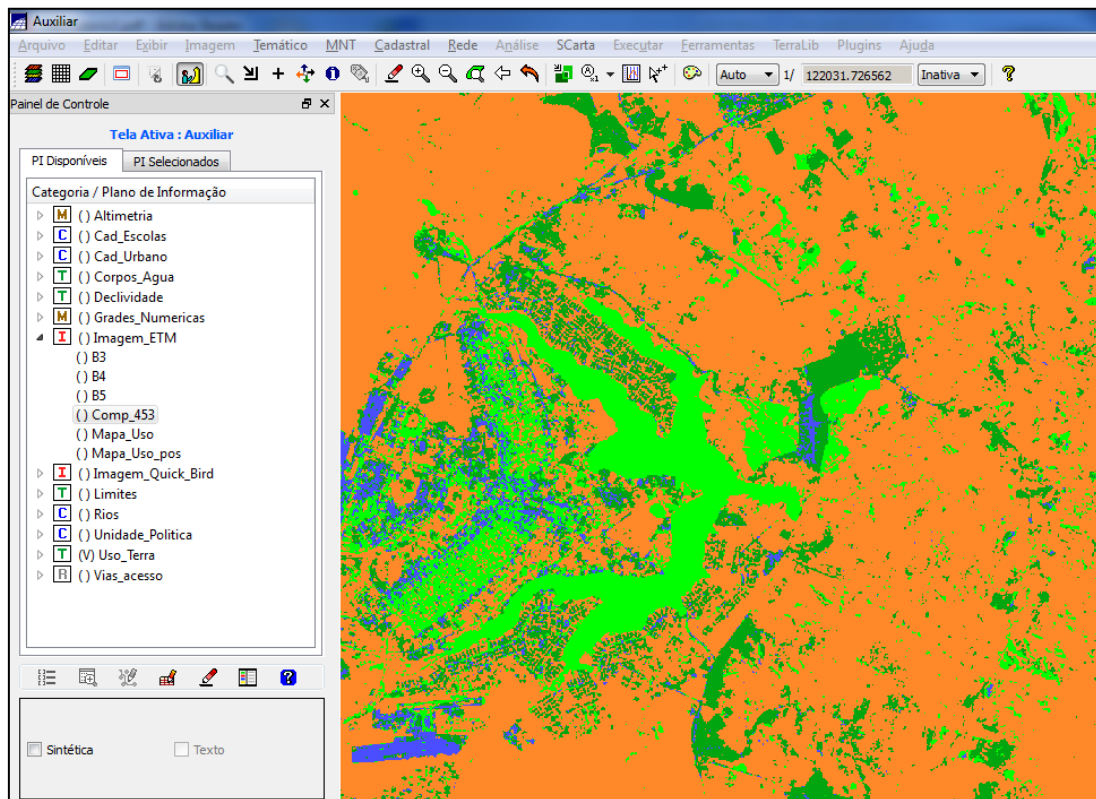 Auxiliar
Arquivo Editar Exibir Imagem Temático MNT Cadastral Rede Análise SCarta Executar Ferramentas TerraLib Plugins Ajuda
Auto 1/ 122031.726562 Inativa
Painel de Controle
Tela Ativa : Auxiliar
PI Disponíveis PI Selecionados
Categoria / Plano de Informação
M () Altimetria
C () Cad_Escolas
C () Cad_Urbano
T () Corpos_Agua
T () Declividade
M () Grades_Numericas
I () Imagem_ETM
() B3
() B4
() B5
() Comp_453
() Mapa_Uso
() Mapa_Uso_pos
I () Imagem_Quick_Bird
T () Limites
C () Rios
C () Unidade_Politica
T (V) Uso_Terra
R () Vias_acesso
Sintética Texto